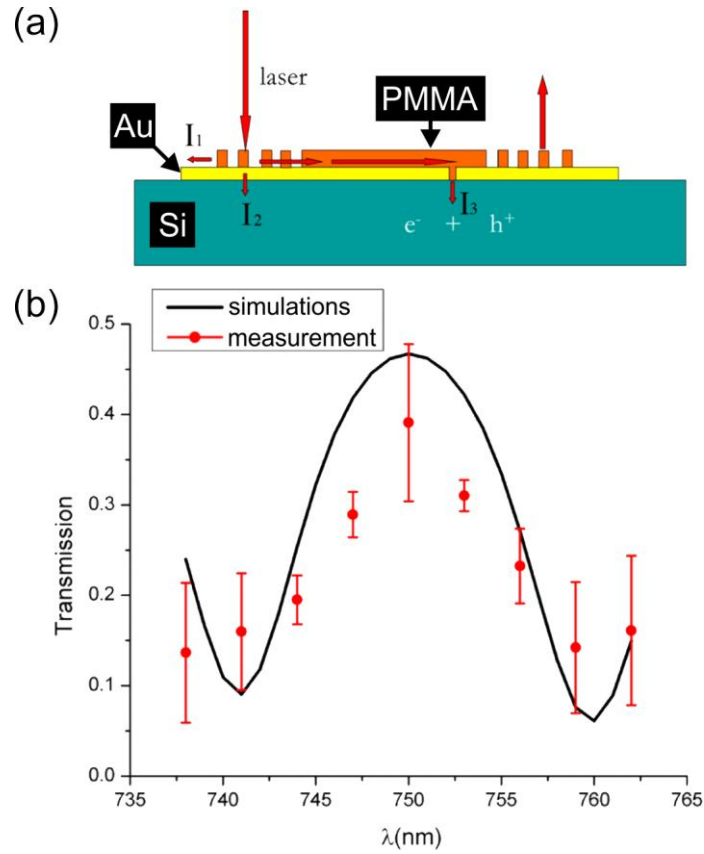 (a)
laser
PMMA
Au
I₁
I₂
I₃
Si
e⁻ + h⁺
(b)
simulations
measurement
0.5
0.4
0.3
0.2
0.1
0.0
Transmission
735 740 745 750 755 760 765
λ(nm)